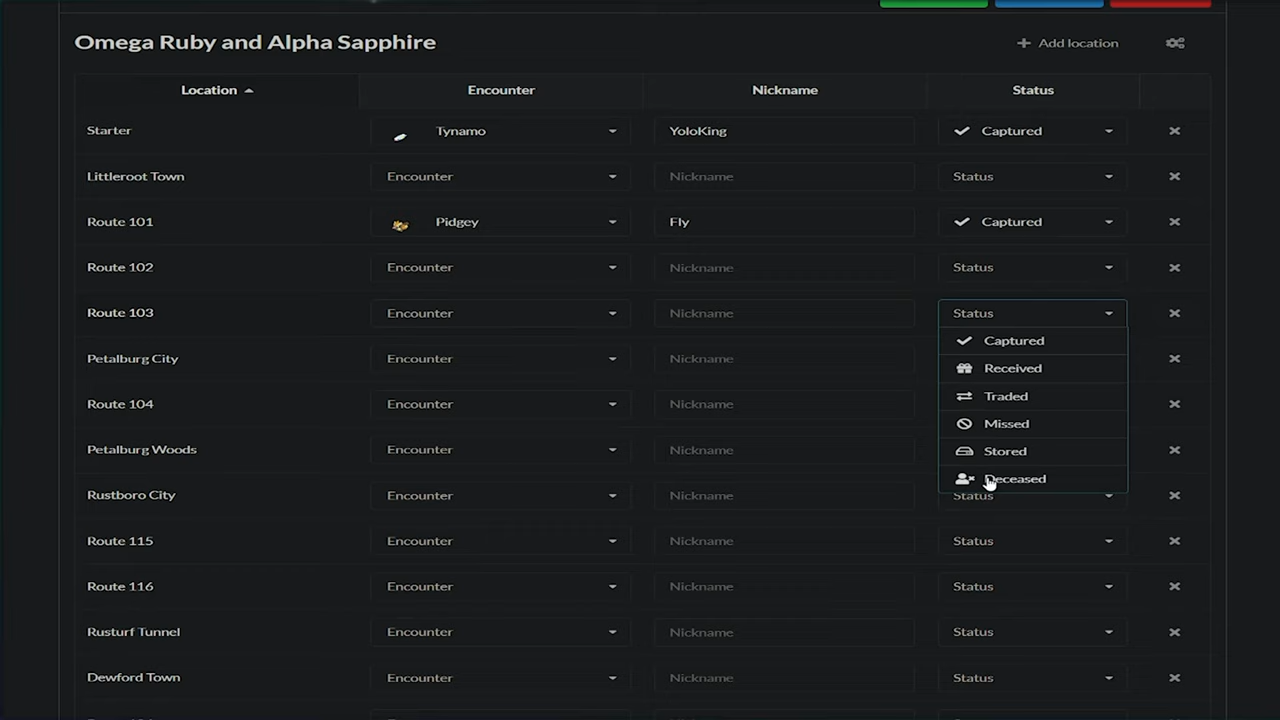 Omega Ruby and Alpha Sapphire
Add location
Location Encounter Nickname Status
Starter Tynamo YoloKing Captured
Littleroot Town Encounter Nickname Status
Route 101 Pidgey Fly Captured
Route 102 Encounter Nickname Status
Route 103 Encounter Nickname Status
Captured
Petalburg City Encounter Nickname
Received
Traded
Route 104 Encounter Nickname
Missed
Petalburg Woods Encounter Nickname
Stored
Deceased
Rustboro City Encounter Nickname Status
Route 115 Encounter Nickname Status
Route 116 Encounter Nickname Status
Rusturf Tunnel Encounter Nickname Status
Dewford Town Encounter Nickname Status